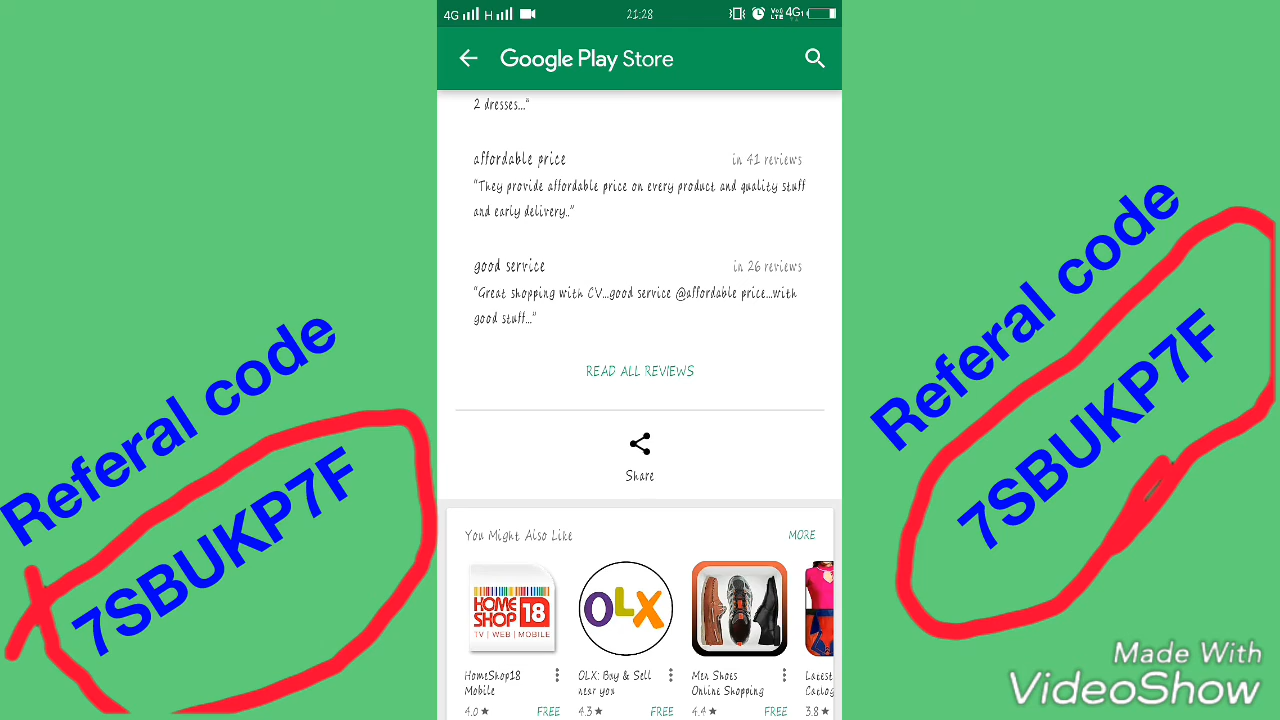 4G H 21:28 VoLTE 4G
Google Play Store
2 dresses..."
affordable price in 41 reviews
"They provide affordable price on every product and quality stuff
and early delivery.."
good service in 26 reviews
"Great shopping with CV...good service @affordable price...with
good stuff..."
READ ALL REVIEWS
Share
You Might Also Like MORE
HOME
SHOP 18
TV | WEB | MOBILE
OLX
HomeShop18
Mobile
4.0★ FREE
OLX: Buy & Sell
near you
4.3★ FREE
Men Shoes
Online Shopping
4.4★ FREE
Latest
3.8★
Referal code
7SBUKP7F
Referal code
7SBUKP7F
Made With
VideoShow